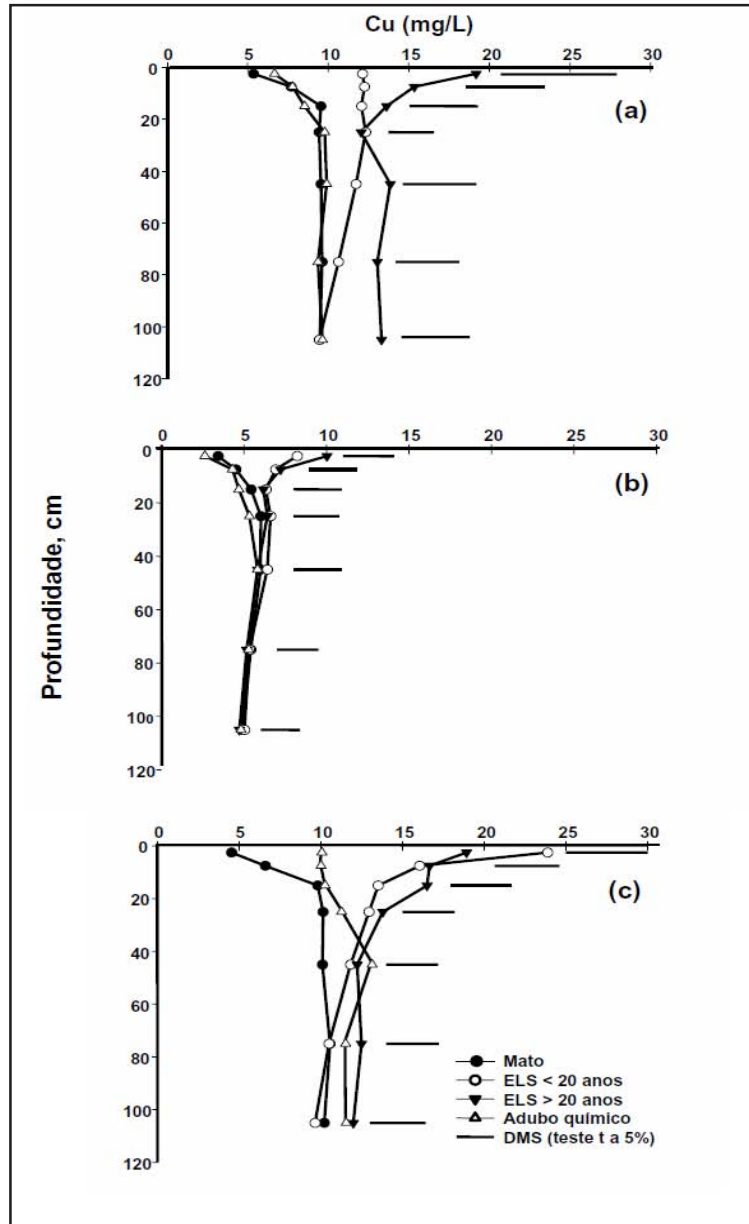 Cu (mg/L)
0 5 10 15 20 25 30
0
20
40
60
80
100
120
(a)
0 5 10 15 20 25 30
0
20
40
60
80
100
120
(b)
Profundidade, cm
0 5 10 15 20 25 30
0
20
40
60
80
100
120
(c)
Mato
ELS < 20 anos
ELS > 20 anos
Adubo químico
DMS (teste t a 5%)